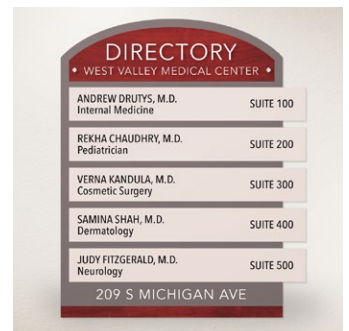 DIRECTORY
• WEST VALLEY MEDICAL CENTER •
ANDREW DRUTYS, M.D.
Internal Medicine
SUITE 100
REKHA CHAUDHRY, M.D.
Pediatrician
SUITE 200
VERNA KANDULA, M.D.
Cosmetic Surgery
SUITE 300
SAMINA SHAH, M.D.
Dermatology
SUITE 400
JUDY FITZGERALD, M.D.
Neurology
SUITE 500
209 S MICHIGAN AVE